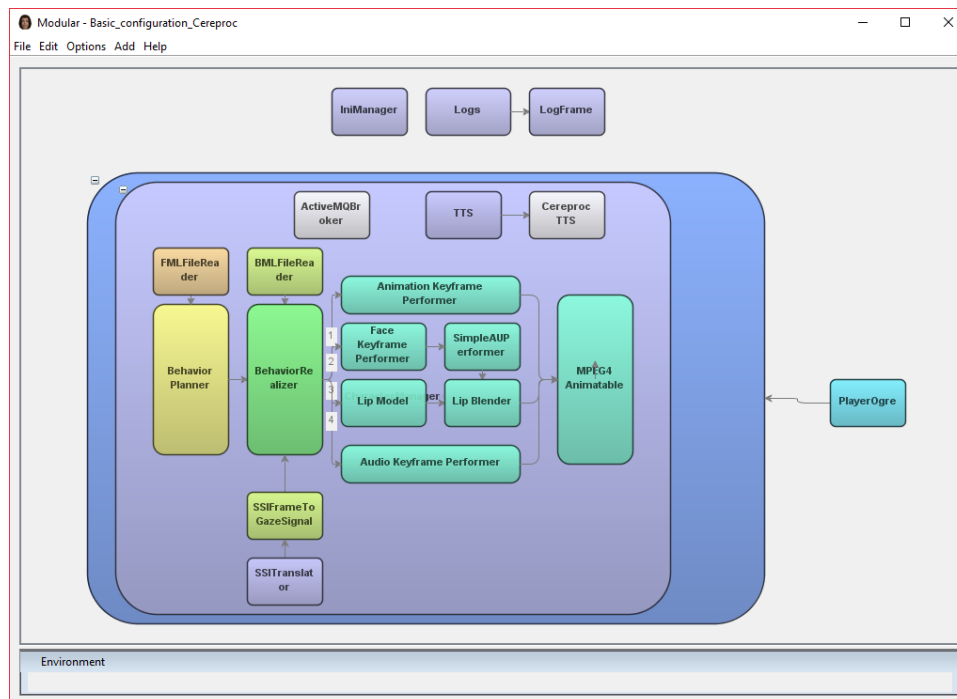 Modular - Basic_configuration_Cereproc
File Edit Options Add Help
IniManager
Logs
LogFrame
ActiveMQBr
oker
TTS
Cereproc
TTS
FMLFileRea
der
BMLFileRea
der
Animation Keyframe
Performer
1
Face
Keyframe
Performer
SimpleAUP
erformer
2
Behavior
Planner
BehaviorRe
alizer
MPEG4
Animatable
3
Lip Model
Lip Blender
PlayerOgre
4
Audio Keyframe Performer
SSIFrameTo
GazeSignal
SSITranslat
or
Environment